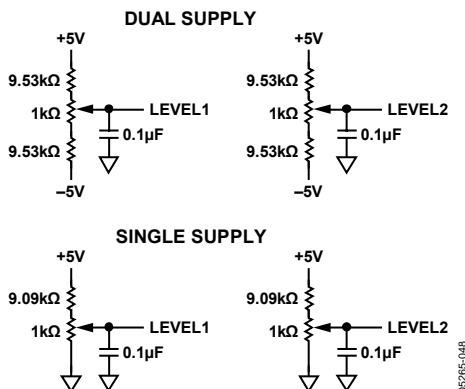 DUAL SUPPLY
+5V
+5V
9.53kΩ
9.53kΩ
1kΩ
LEVEL1
1kΩ
LEVEL2
0.1µF
0.1µF
9.53kΩ
9.53kΩ
–5V
–5V
SINGLE SUPPLY
+5V
+5V
9.09kΩ
9.09kΩ
1kΩ
LEVEL1
1kΩ
LEVEL2
0.1µF
0.1µF
05265-048